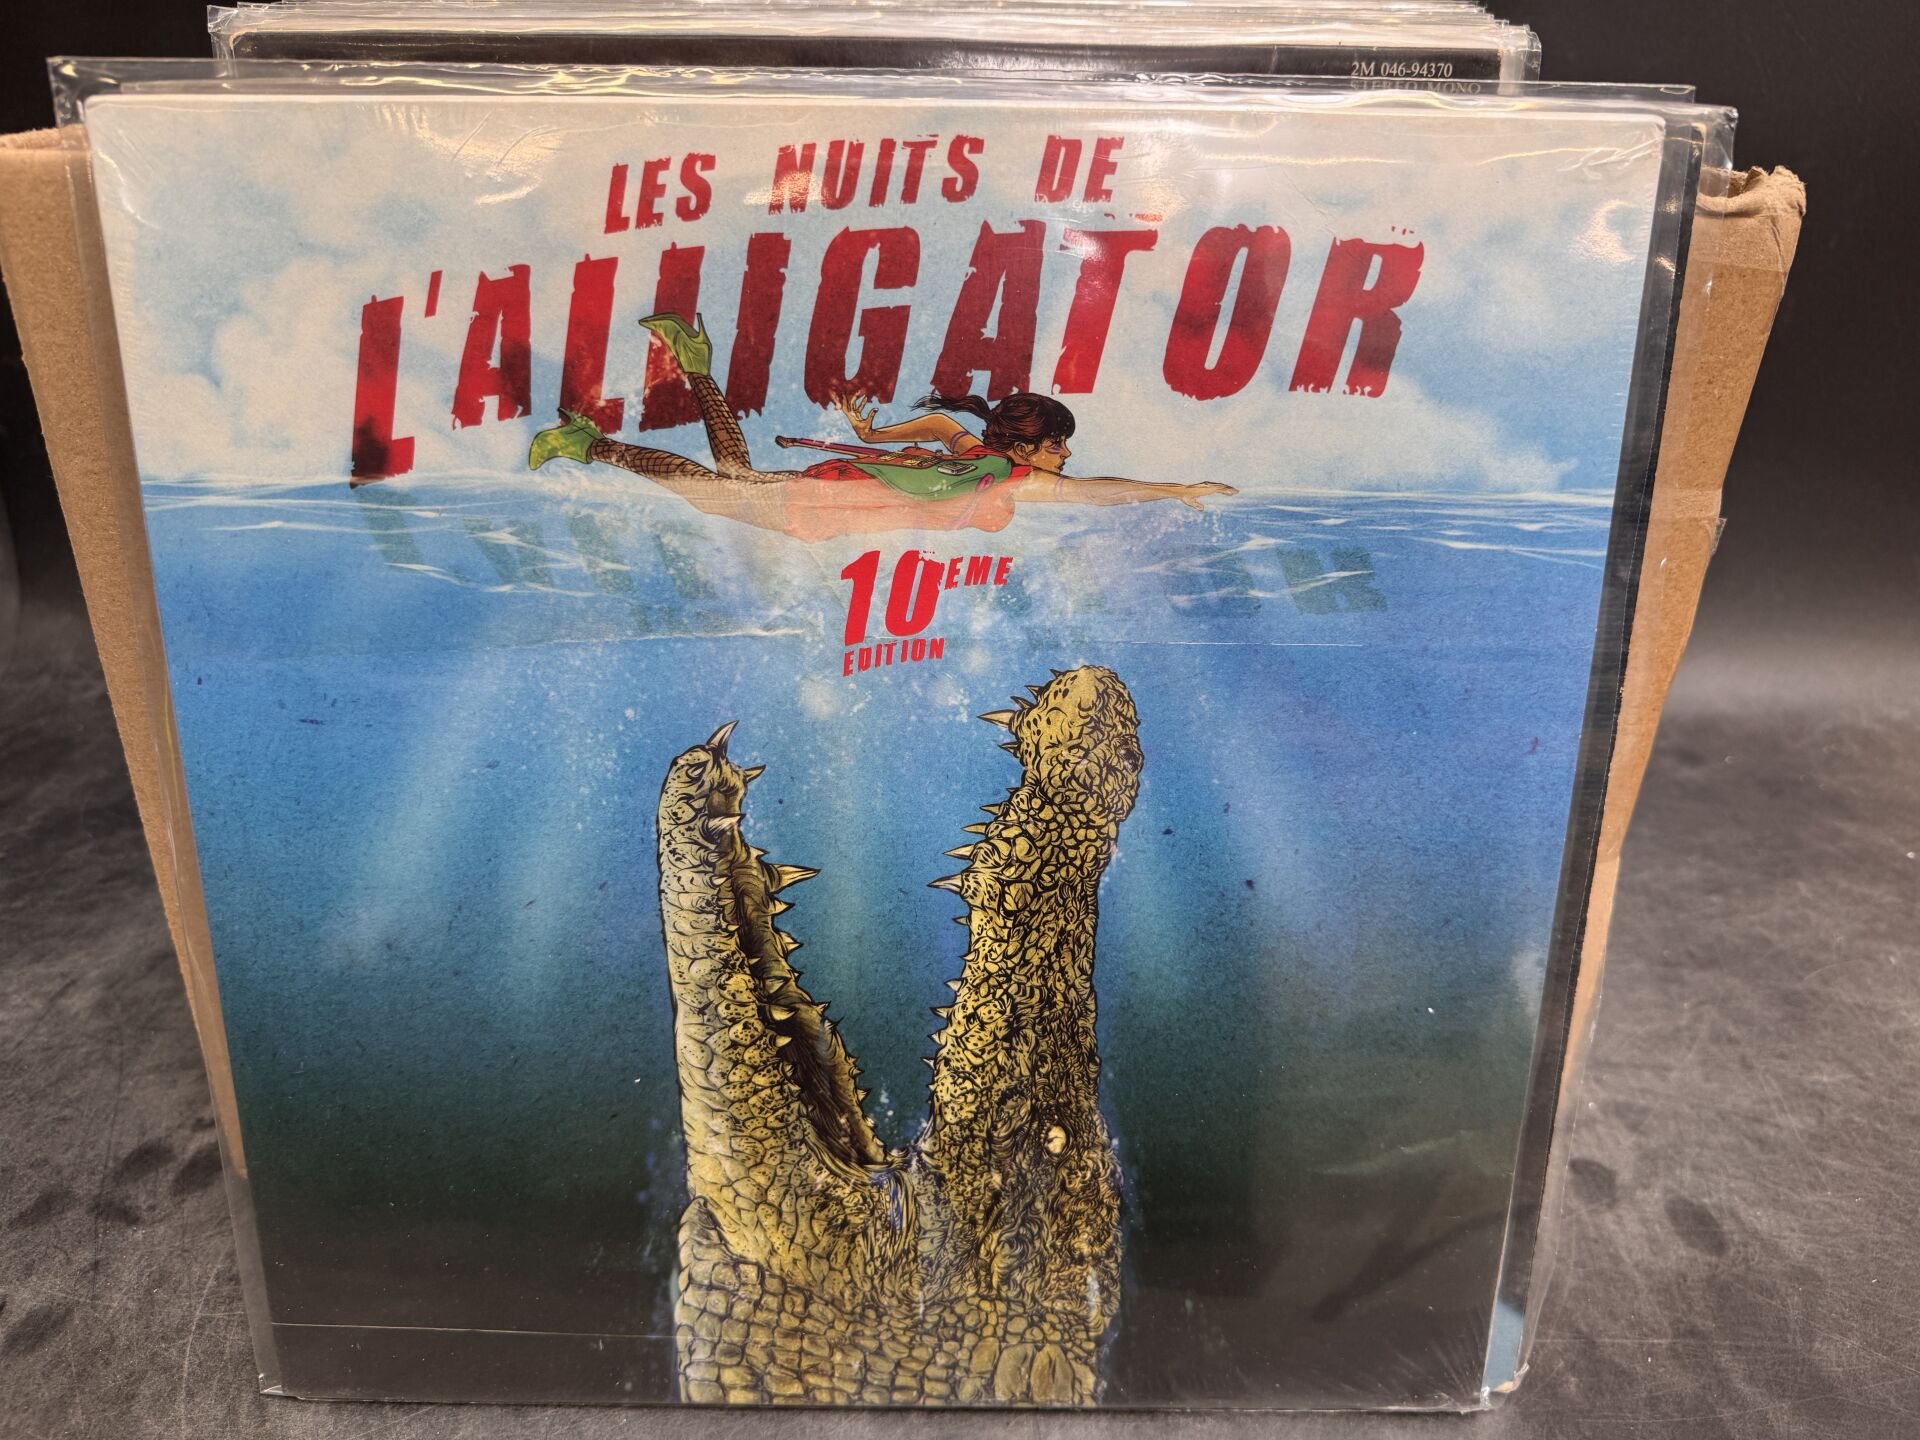 2M 046-94370
STEREO/MONO
LES NUITS DE
L'ALLIGATOR
10EME
EDITION